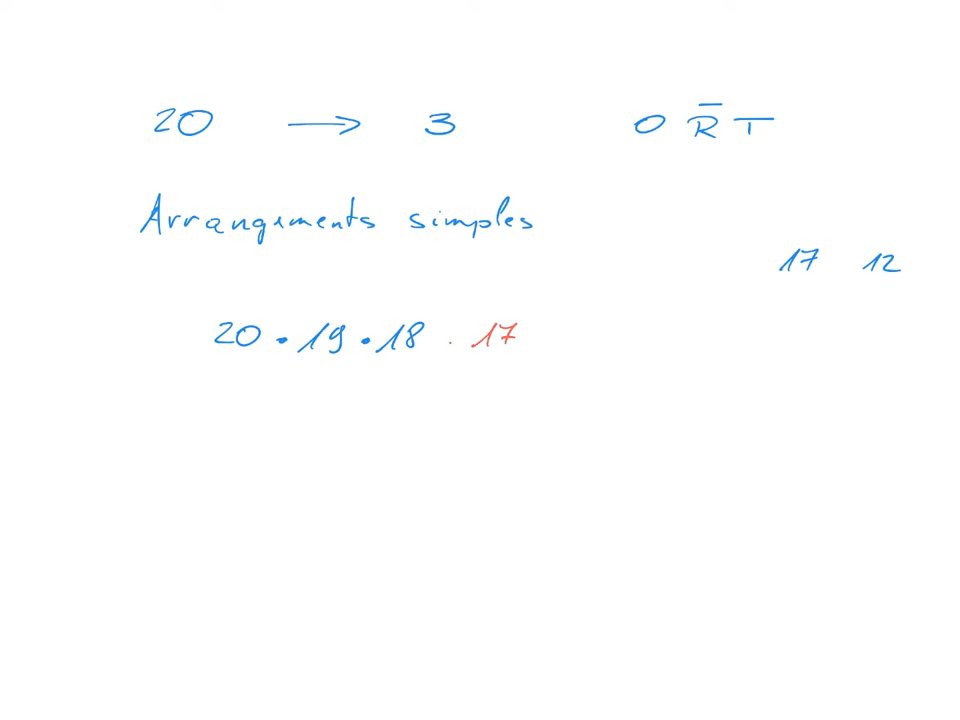 20 → 3 O R̅ T
Arrangements simples
17 12
20 · 19 · 18 · 17